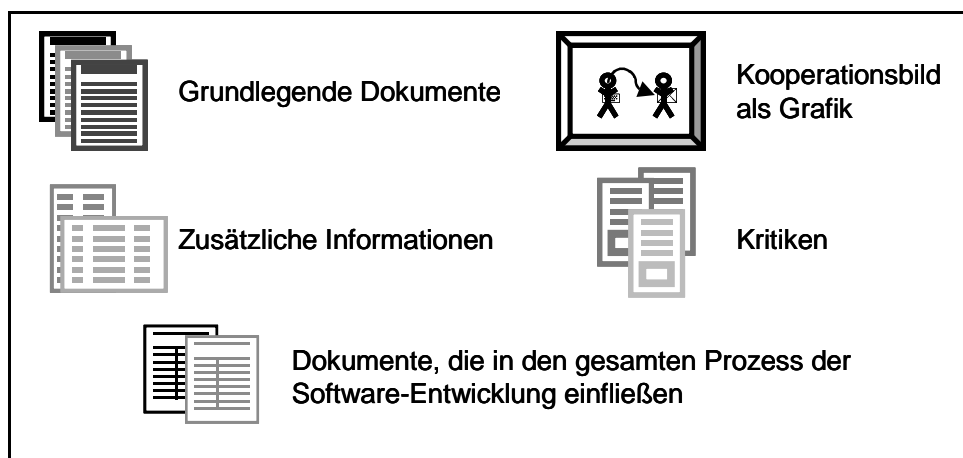 Grundlegende Dokumente
Kooperationsbild
als Grafik
Zusätzliche Informationen
Kritiken
Dokumente, die in den gesamten Prozess der
Software-Entwicklung einfließen